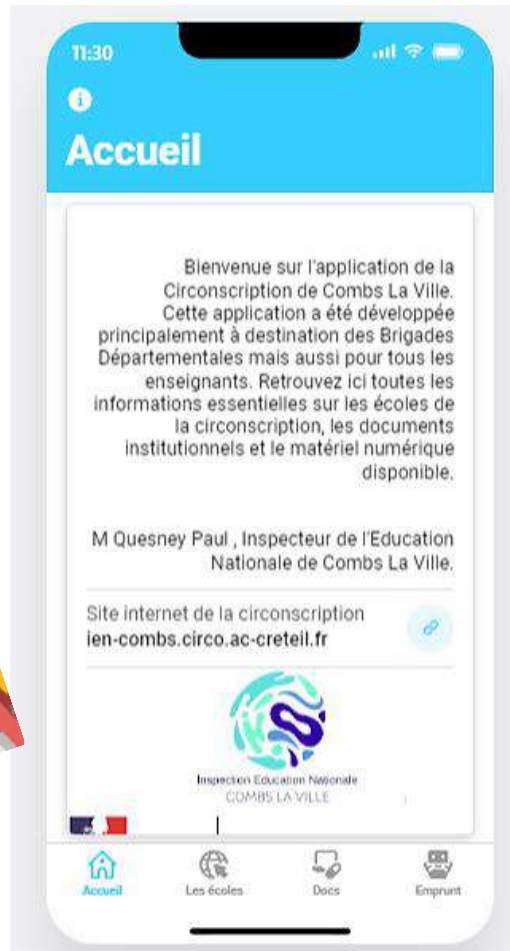 11:30
Accueil
Bienvenue sur l'application de la
Circonscription de Combs La Ville.
Cette application a été développée
principalement à destination des Brigades
Départementales mais aussi pour tous les
enseignants. Retrouvez ici toutes les
informations essentielles sur les écoles de
la circonscription, les documents
institutionnels et le matériel numérique
disponible.
M Quesney Paul , Inspecteur de l'Education
Nationale de Combs La Ville.
Site internet de la circonscription
ien-combs.circo.ac-creteil.fr
Inspection Education Nationale
COMBS LA VILLE
Accueil Les écoles Docs Emprunt